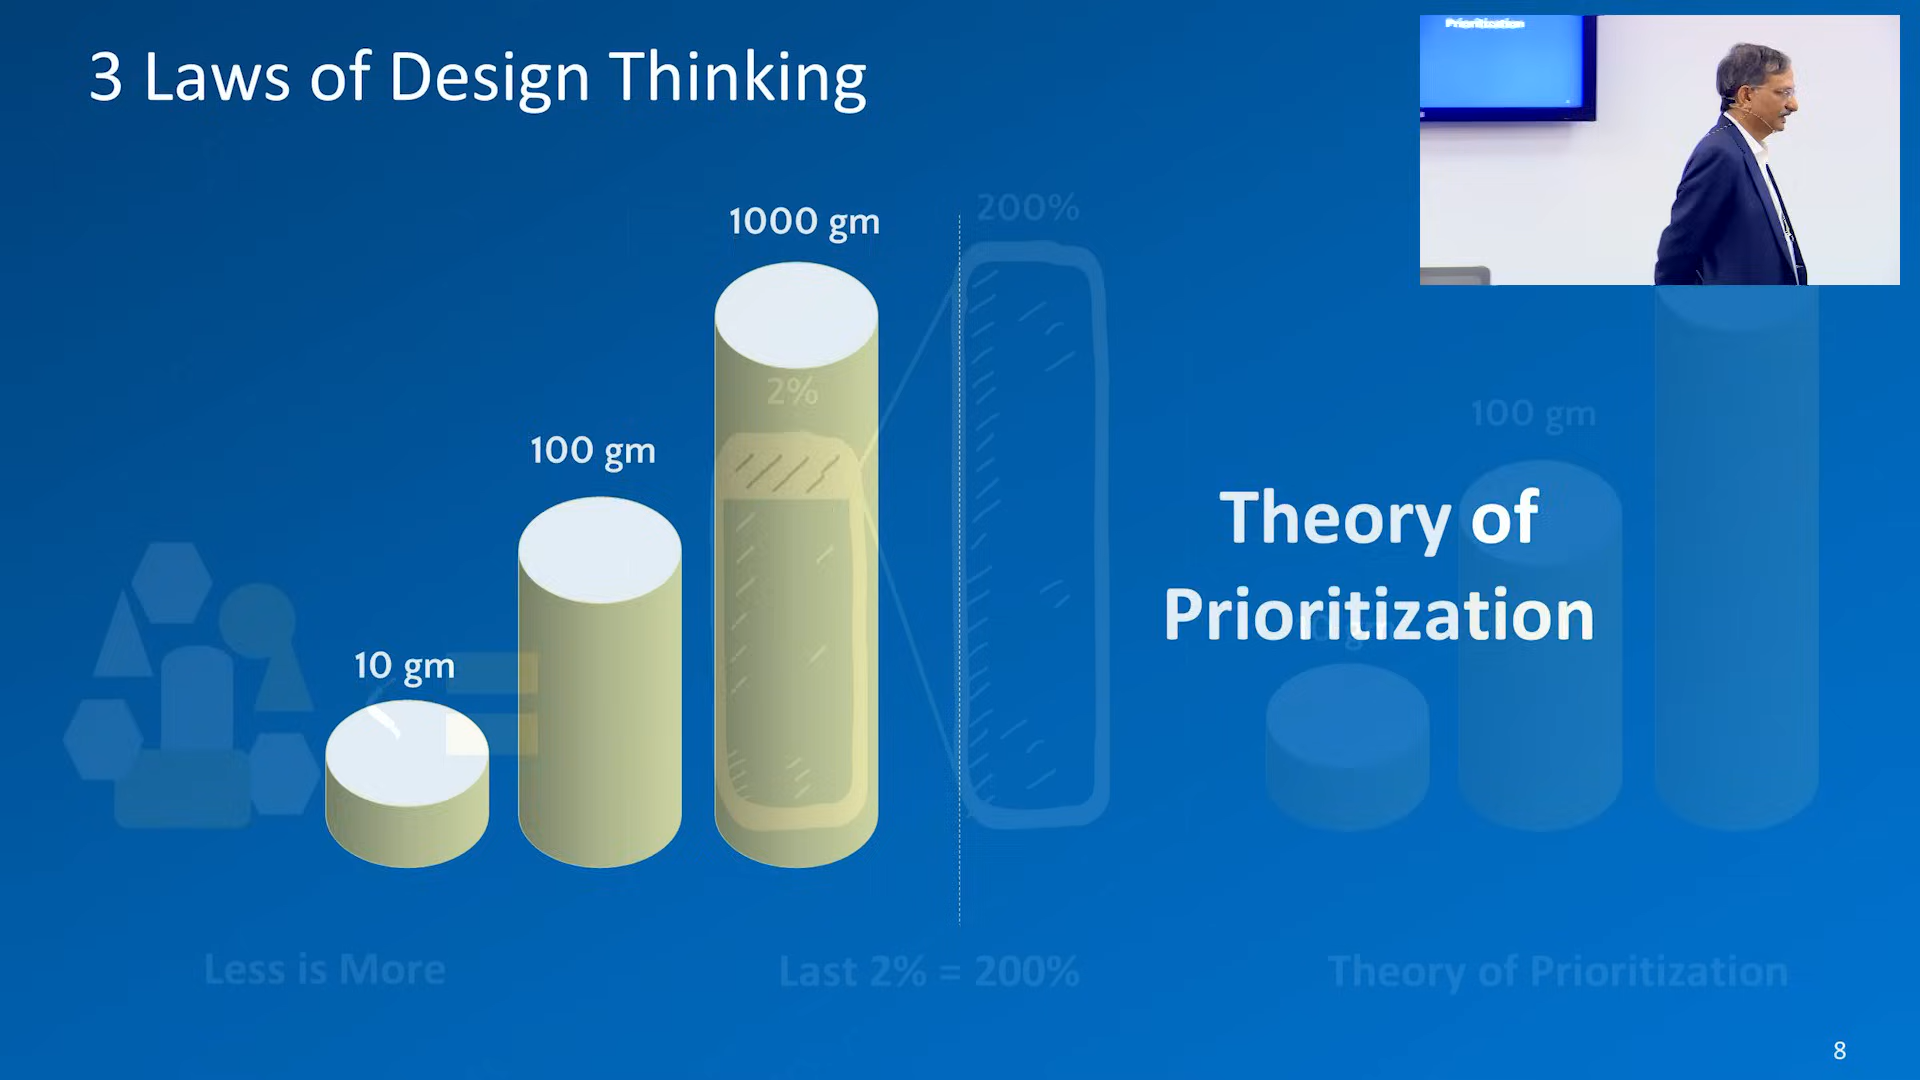 3 Laws of Design Thinking
Prioritization
1000 gm
200%
2%
100 gm
100 gm
10 gm
Theory of
Prioritization
Less is More
Last 2% = 200%
Theory of Prioritization
8